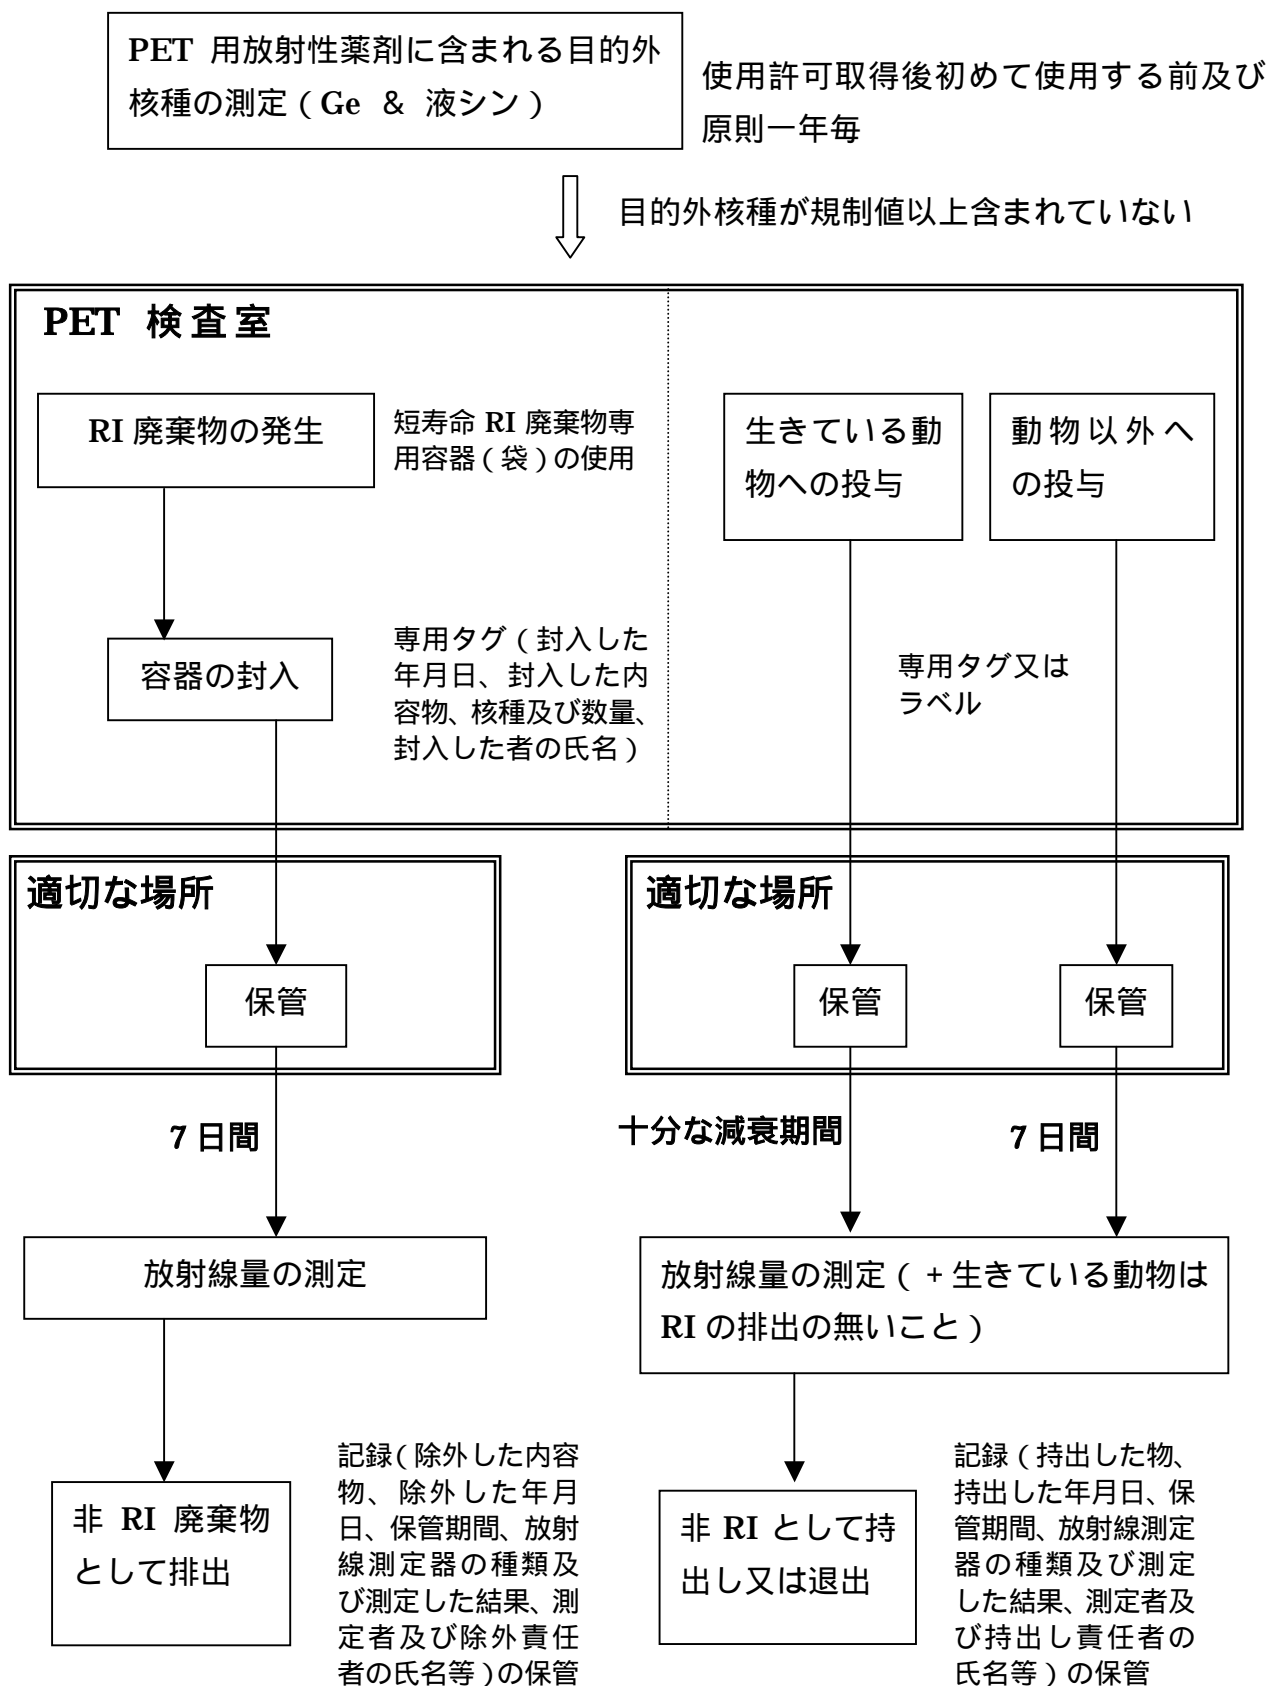 PET 用放射性薬剤に含まれる目的外
核種の測定（Ge & 液シン）
使用許可取得後初めて使用する前及び
原則一年毎
目的外核種が規制値以上含まれていない
PET 検査室
RI 廃棄物の発生
短寿命 RI 廃棄物専
用容器（袋）の使用
生きている動
物への投与
動物以外へ
の投与
容器の封入
専用タグ（封入した
年月日、封入した内
容物、核種及び数量、
封入した者の氏名）
専用タグ又は
ラベル
適切な場所
保管
適切な場所
保管
保管
7 日間
十分な減衰期間
7 日間
放射線量の測定
放射線量の測定（+生きている動物は
RI の排出の無いこと）
非 RI 廃棄物
として排出
記録（除外した内容
物、除外した年月
日、保管期間、放射
線測定器の種類及
び測定した結果、測
定者及び除外責任
者の氏名等）の保管
非 RI として持
出し又は退出
記録（持出した物、
持出した年月日、保
管期間、放射線測定
器の種類及び測定
した結果、測定者及
び持出し責任者の
氏名等）の保管